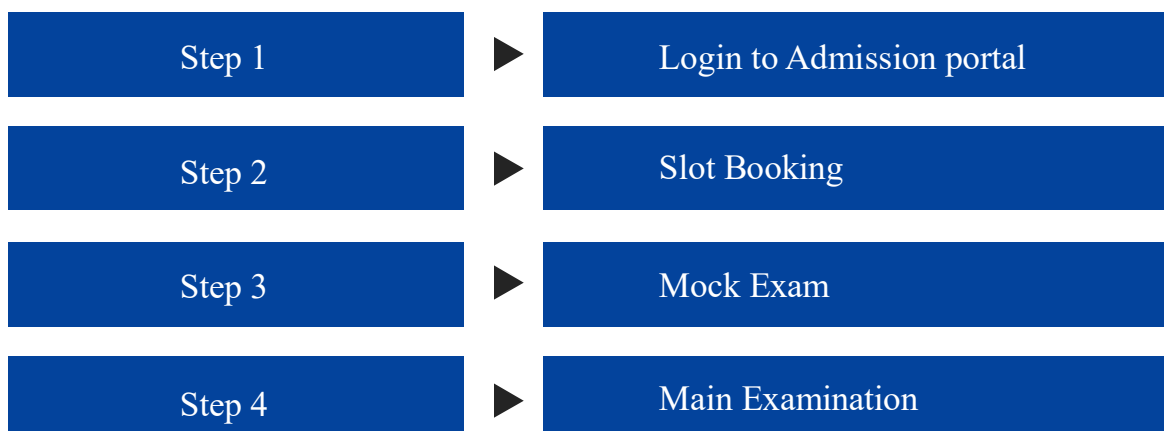 Step 1
Login to Admission portal
Step 2
Slot Booking
Step 3
Mock Exam
Step 4
Main Examination